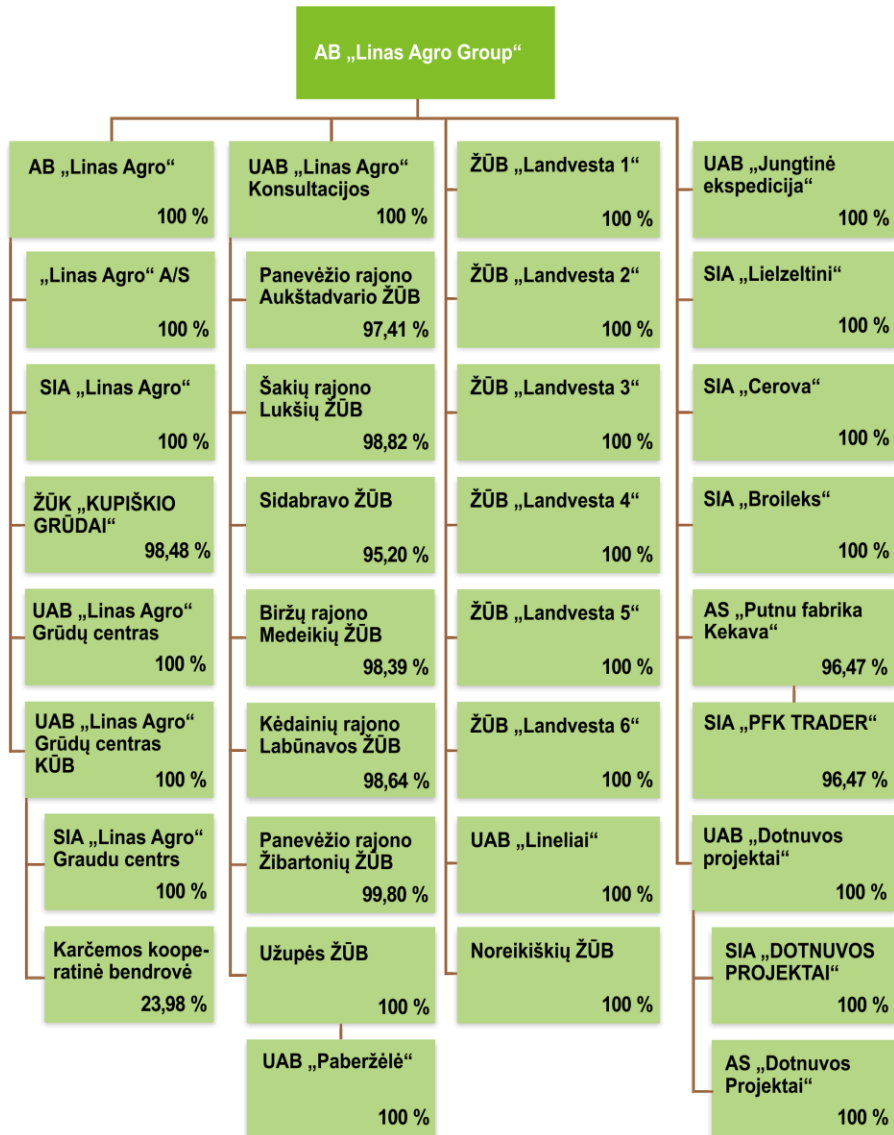 AB „Linas Agro Group“
AB „Linas Agro“
100 %
„Linas Agro“ A/S
100 %
SIA „Linas Agro“
100 %
ŽŪK „KUPIŠKIO
GRŪDAI“
98,48 %
UAB „Linas Agro“
Grūdų centras
100 %
UAB „Linas Agro“
Grūdų centras
KŪB
100 %
SIA „Linas Agro“
Graudu centrs
100 %
Karčemos koope-
ratinė bendrovė
23,98 %
UAB „Linas Agro“
Konsultacijos
100 %
Panevėžio rajono
Aukštadvario ŽŪB
97,41 %
Šakių rajono
Lukšių ŽŪB
98,82 %
Sidabravo ŽŪB
95,20 %
Biržų rajono
Medeikių ŽŪB
98,39 %
Kėdainių rajono
Labūnavos ŽŪB
98,64 %
Panevėžio rajono
Žibartonių ŽŪB
99,80 %
Užupės ŽŪB
100 %
UAB „Paberžėlė“
100 %
ŽŪB „Landvesta 1“
100 %
ŽŪB „Landvesta 2“
100 %
ŽŪB „Landvesta 3“
100 %
ŽŪB „Landvesta 4“
100 %
ŽŪB „Landvesta 5“
100 %
ŽŪB „Landvesta 6“
100 %
UAB „Lineliai“
100 %
Noreikiškių ŽŪB
100 %
UAB „Jungtinė
ekspedicija“
100 %
SIA „Lielzeltini“
100 %
SIA „Cerova“
100 %
SIA „Broileks“
100 %
AS „Putnu fabrika
Kekava“
96,47 %
SIA „PFK TRADER“
96,47 %
UAB „Dotnuvos
projektai“
100 %
SIA „DOTNUVOS
PROJEKTAI“
100 %
AS „Dotnuvos
Projektai“
100 %